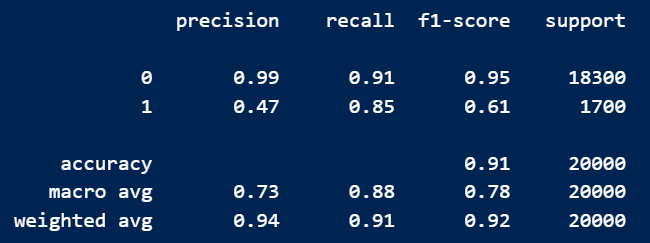 precision recall f1-score support
0 0.99 0.91 0.95 18300
1 0.47 0.85 0.61 1700
accuracy 0.91 20000
macro avg 0.73 0.88 0.78 20000
weighted avg 0.94 0.91 0.92 20000